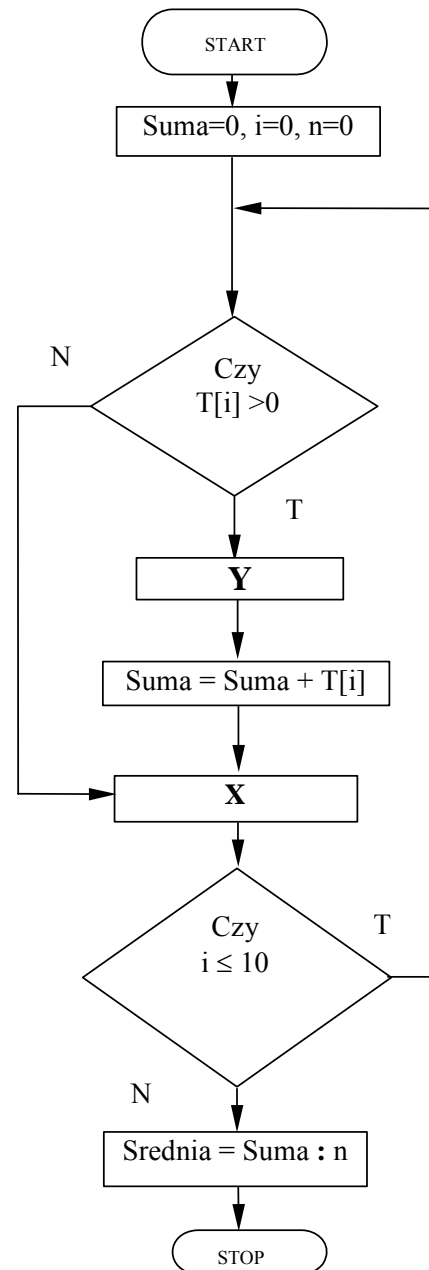 START
Suma=0, i=0, n=0
N
Czy
T[i] >0
T
Y
Suma = Suma + T[i]
X
Czy
i ≤ 10
T
N
Srednia = Suma : n
STOP